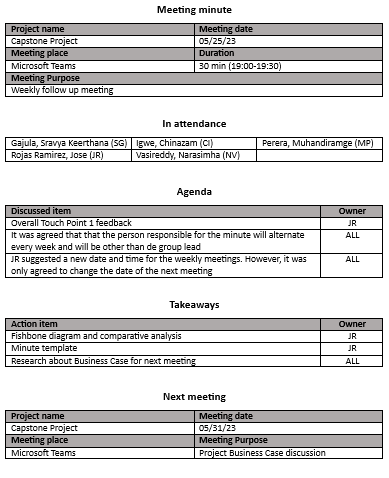 Meeting minute
Project name Meeting date
Capstone Project 05/25/23
Meeting place Duration
Microsoft Teams 30 min (19:00-19:30)
Meeting Purpose
Weekly follow up meeting
In attendance
Gajula, Sravya Keerthana (SG) Igwe, Chinazam (CI) Perera, Muhandiramge (MP)
Rojas Ramirez, Jose (JR) Vasireddy, Narasimha (NV)
Agenda
Discussed item Owner
Overall Touch Point 1 feedback JR
It was agreed that that the person responsible for the minute will alternate ALL
every week and will be other than de group lead
JR suggested a new date and time for the weekly meetings. However, it was ALL
only agreed to change the date of the next meeting
Takeaways
Action item Owner
Fishbone diagram and comparative analysis JR
Minute template JR
Research about Business Case for next meeting ALL
Next meeting
Project name Meeting date
Capstone Project 05/31/23
Meeting place Meeting Purpose
Microsoft Teams Project Business Case discussion